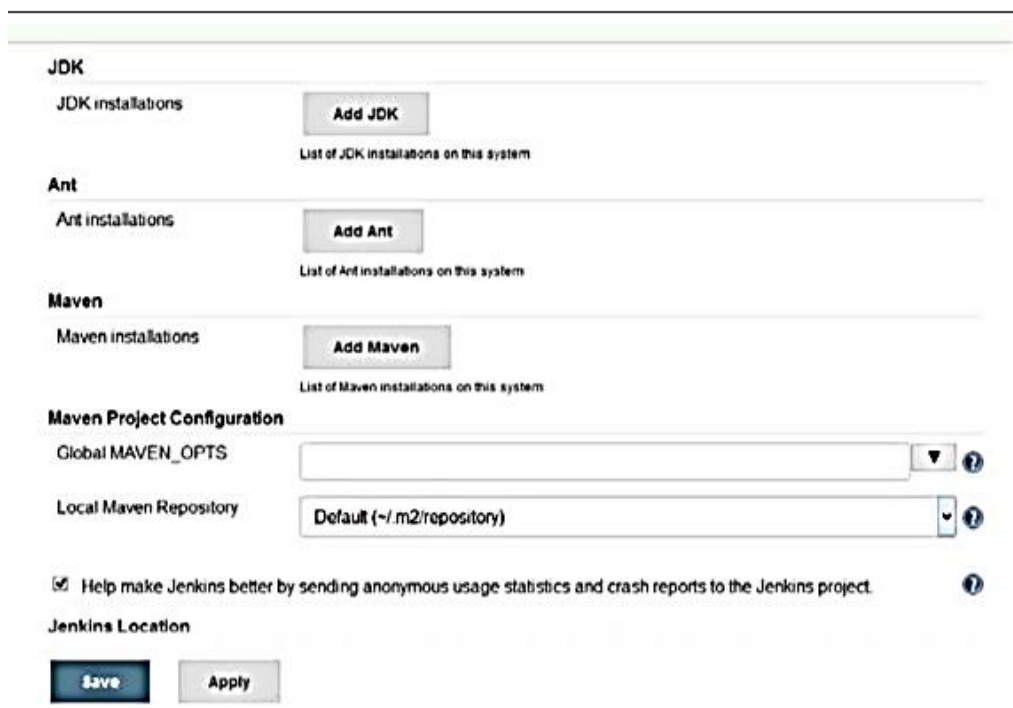 JDK
JDK installations
Add JDK
List of JDK installations on this system
Ant
Ant installations
Add Ant
List of Ant installations on this system
Maven
Maven installations
Add Maven
List of Maven installations on this system
Maven Project Configuration
Global MAVEN_OPTS
Local Maven Repository
Default (~/.m2/repository)
Help make Jenkins better by sending anonymous usage statistics and crash reports to the Jenkins project.
Jenkins Location
Save
Apply